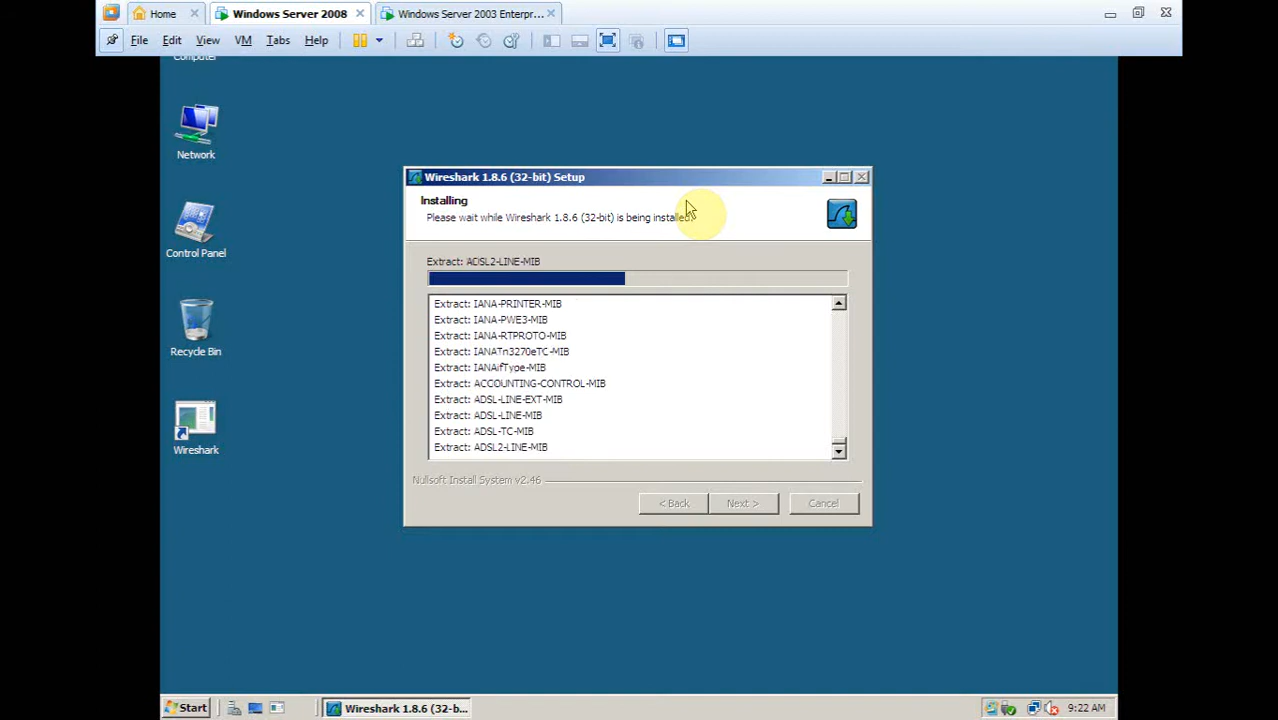 Home
Windows Server 2008
Windows Server 2003 Enterpr...
File Edit View VM Tabs Help
Computer
Network
Control Panel
Recycle Bin
Wireshark
Wireshark 1.8.6 (32-bit) Setup
Installing
Please wait while Wireshark 1.8.6 (32-bit) is being installed.
Extract: ADSL2-LINE-MIB
Extract: IANA-PRINTER-MIB
Extract: IANA-PWE3-MIB
Extract: IANA-RTPROTO-MIB
Extract: IANATn3270eTC-MIB
Extract: IANAifType-MIB
Extract: ACCOUNTING-CONTROL-MIB
Extract: ADSL-LINE-EXT-MIB
Extract: ADSL-LINE-MIB
Extract: ADSL-TC-MIB
Extract: ADSL2-LINE-MIB
Nullsoft Install System v2.46
< Back Next > Cancel
Start
Wireshark 1.8.6 (32-b...
9:22 AM